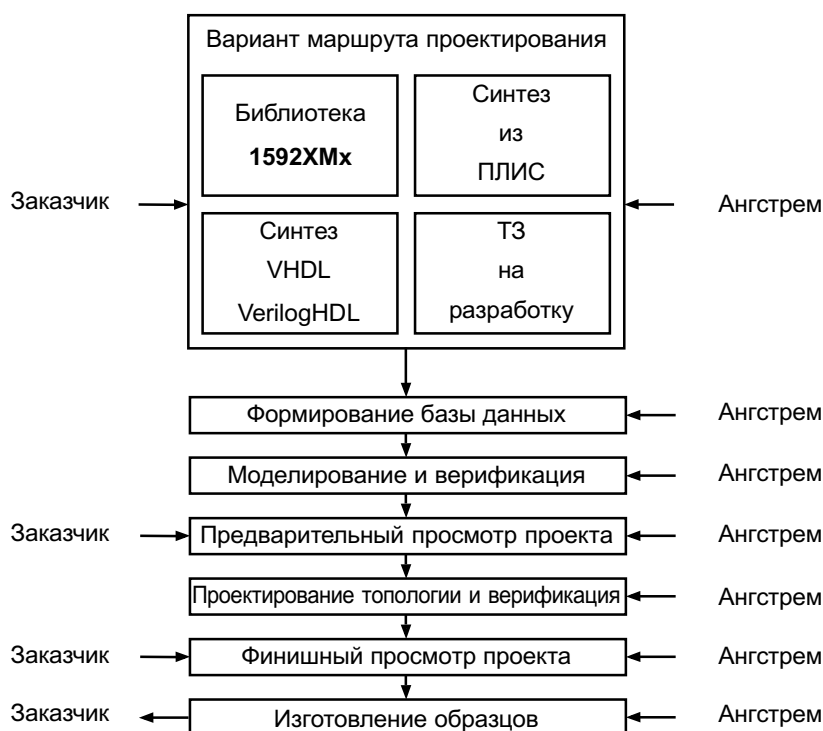 Вариант маршрута проектирования
Библиотека
1592ХМх
Синтез
из
ПЛИС
Заказчик
Ангстрем
Синтез
VHDL
VerilogHDL
ТЗ
на
разработку
Формирование базы данных
Ангстрем
Моделирование и верификация
Ангстрем
Заказчик
Предварительный просмотр проекта
Ангстрем
Проектирование топологии и верификация
Ангстрем
Заказчик
Финишный просмотр проекта
Ангстрем
Заказчик
Изготовление образцов
Ангстрем